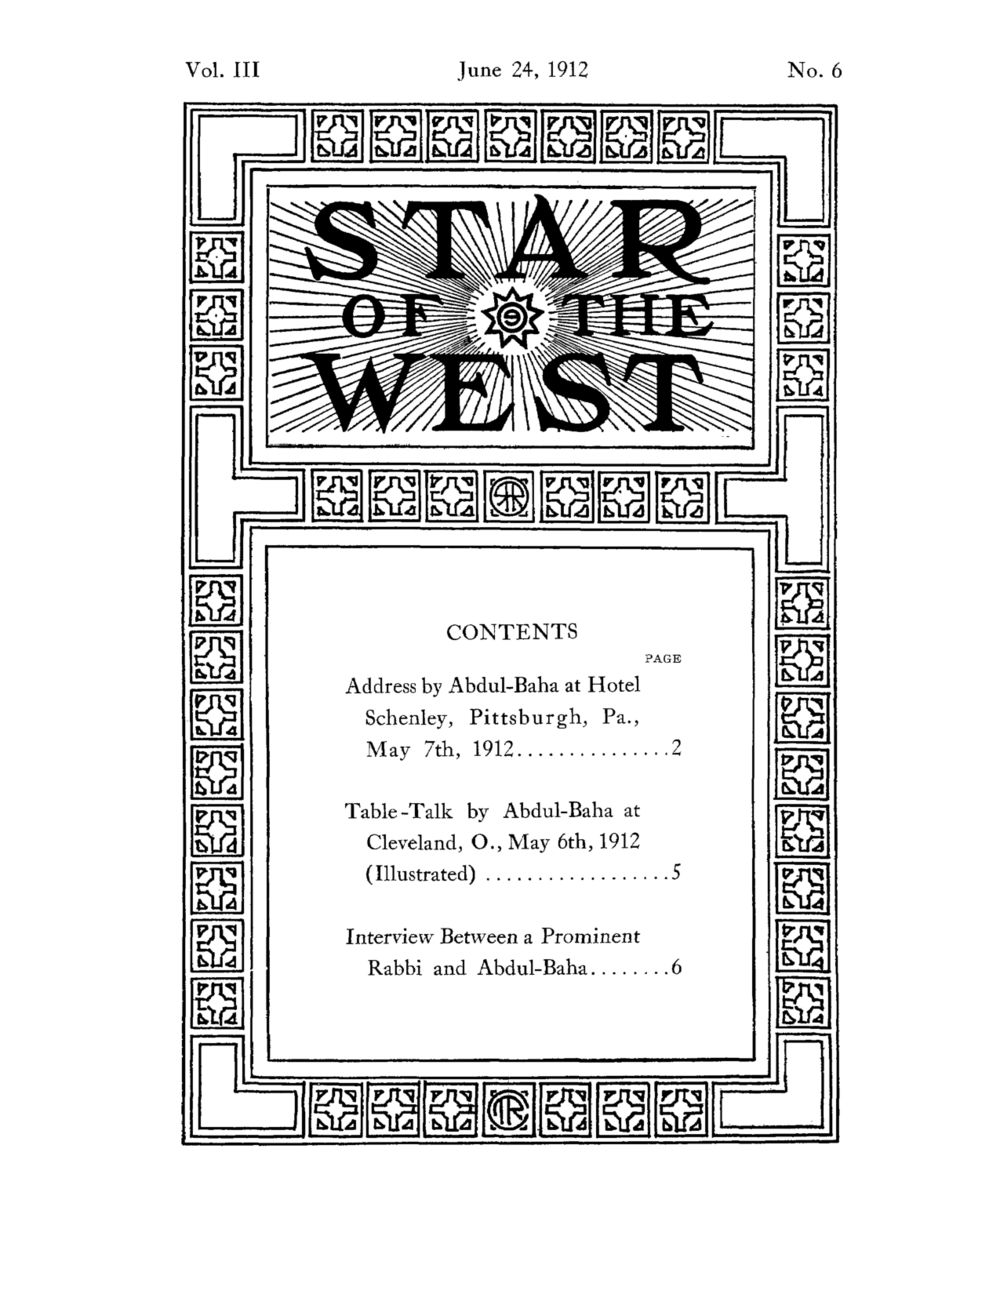 Vol. III June 24, 1912 No. 6
STAR
OF THE
WEST
9
CONTENTS
PAGE
Address by Abdul-Baha at Hotel
Schenley, Pittsburgh, Pa.,
May 7th, 1912...............2
Table-Talk by Abdul-Baha at
Cleveland, O., May 6th, 1912
(Illustrated) ..................5
Interview Between a Prominent
Rabbi and Abdul-Baha........6